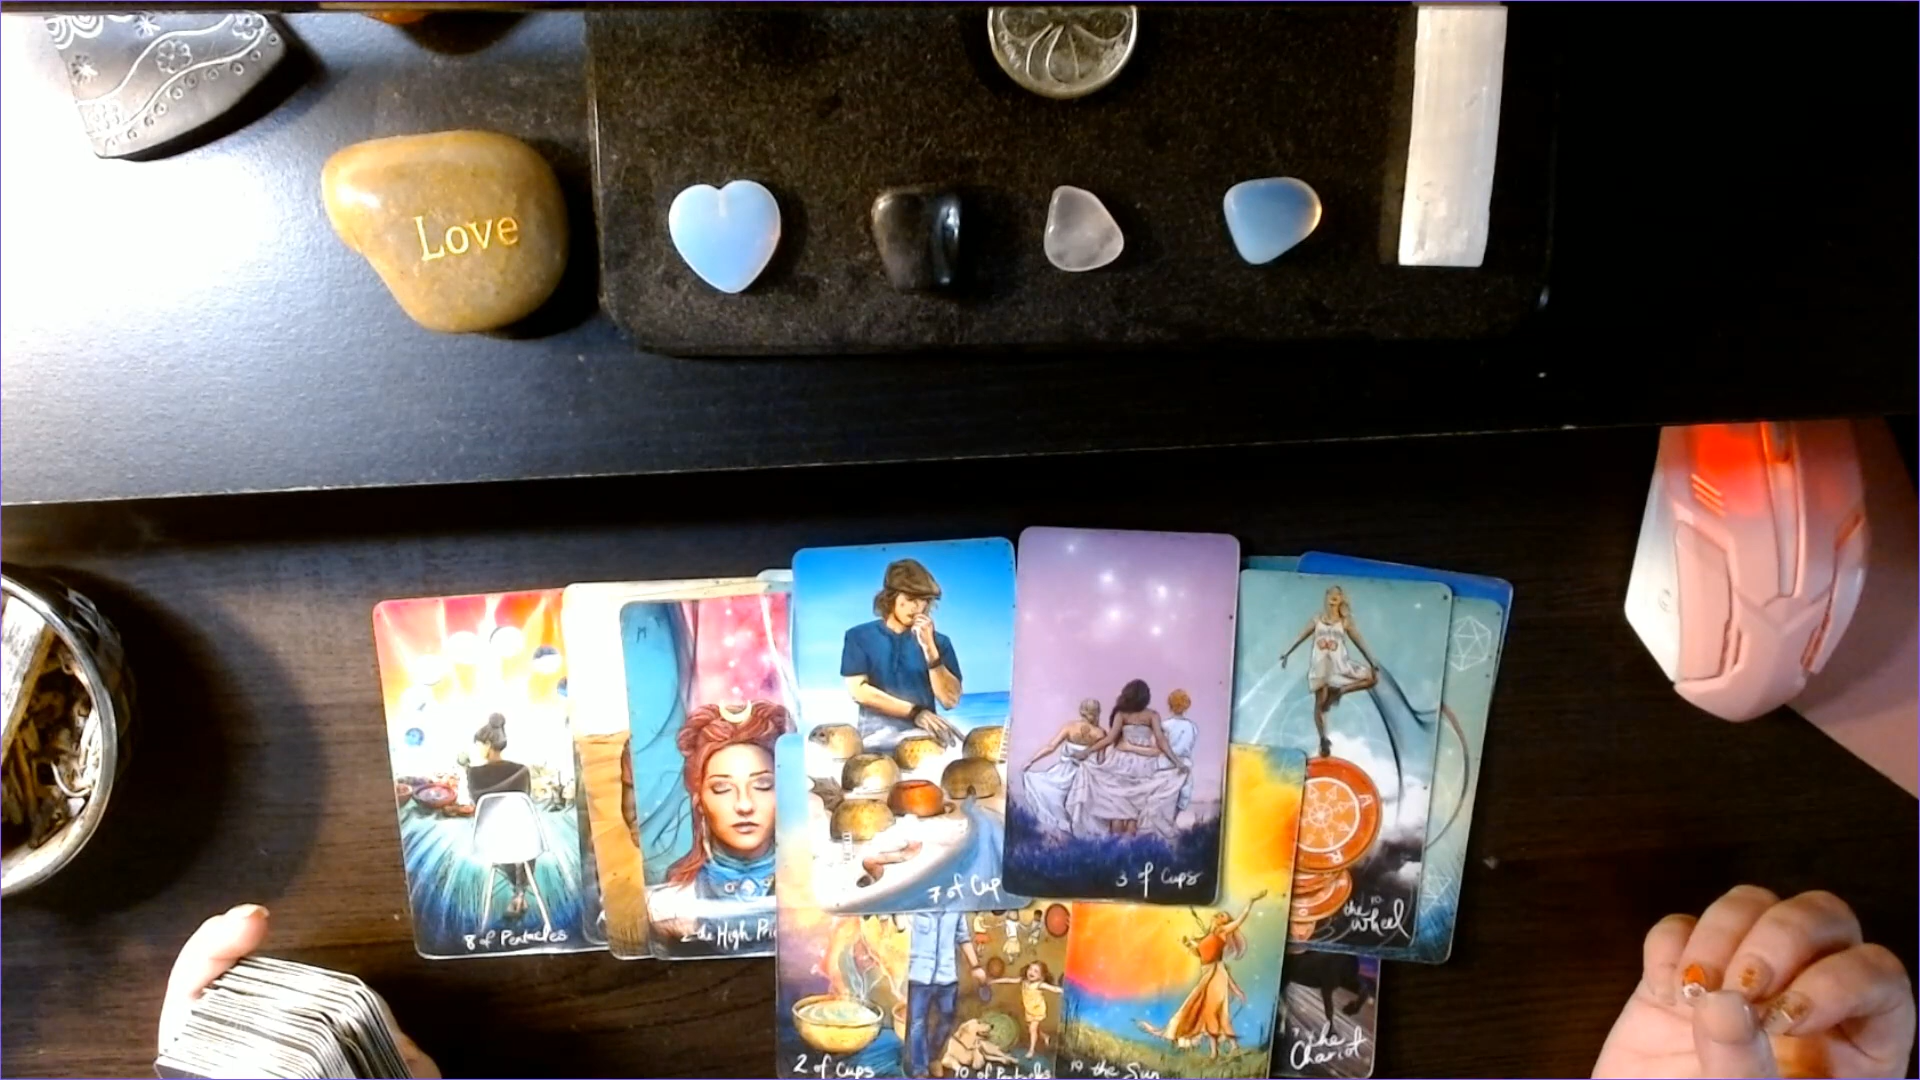 Love
8 of Pentacles
2 the High Pri
7 of Cup
3 of Cups
10
the Wheel
2 of Cups
10 of Pentacles
19 the Sun
7 the
Chariot